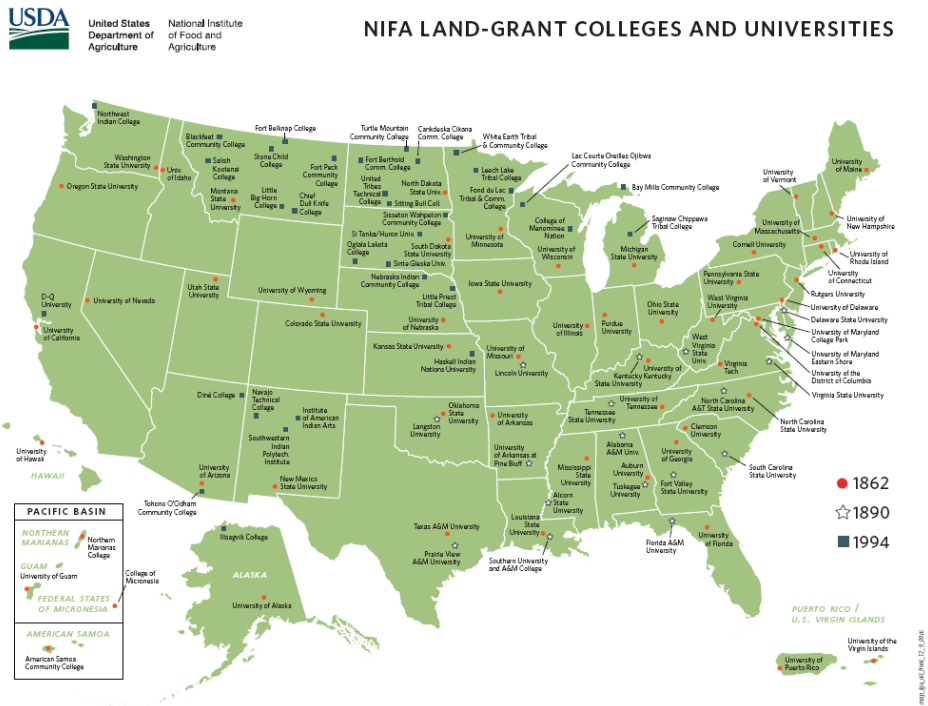 USDA
United States
Department of
Agriculture
National Institute
of Food and
Agriculture
NIFA LAND-GRANT COLLEGES AND UNIVERSITIES
Northwest
Indian College
Washington
State University
Univ.
of Idaho
Oregon State University
Blackfeet
Community College
Salish
Kootenai
College
Montana
State
University
Fort Belknap College
Stone Child
College
Fort Peck
Community
College
Little
Big Horn
College
Chief
Dull Knife
College
Turtle Mountain
Community College
Cankdeska Cikana
Comm. College
Fort Berthold
Comm. College
United
Tribes
Technical
College
North Dakota
State Univ.
Sitting Bull Coll.
Sisseton Wahpeton
Community College
Si Tanka/Huron Univ.
Oglala Lakota
College
South Dakota
State University
Sinte Gleska Univ.
White Earth Tribal
& Community College
Leech Lake
Tribal College
Fond du Lac
Tribal & Comm.
College
University of
Minnesota
Lac Courte Oreilles Ojibwa
Community College
Bay Mills Community College
Saginaw Chippewa
Tribal College
College of
Menominee
Nation
University of
Wisconsin
Michigan
State University
University
of Maine
University
of Vermont
University of
New Hampshire
University of
Massachusetts
University of
Rhode Island
University
of Connecticut
Cornell University
Pennsylvania State
University
Rutgers University
University of Delaware
Delaware State University
University of Maryland
College Park
University of Maryland
Eastern Shore
University of the
District of Columbia
Virginia State University
West Virginia
University
West
Virginia
State
Univ.
Virginia
Tech
Ohio State
University
Purdue
University
University
of Illinois
Iowa State University
Nebraska Indian
Community College
Little Priest
Tribal College
University
of Nebraska
Kansas State University
Haskell Indian
Nations University
University of
Missouri
Lincoln University
Kentucky
State University
University of
Kentucky
University of
Tennessee
Tennessee
State University
North Carolina
A&T State University
North Carolina
State University
Clemson
University
South Carolina
State University
University
of Georgia
Fort Valley
State University
Alabama
A&M Univ.
Auburn
University
Tuskegee
University
Mississippi
State
University
Alcorn
State
University
University
of Arkansas
University of
Arkansas at
Pine Bluff
Louisiana
State
University
Southern University
and A&M College
Florida A&M
University
University
of Florida
Oklahoma
State
University
Langston
University
Texas A&M University
Prairie View
A&M University
D-Q
University
University
of California
University of Nevada
Utah State
University
University of Wyoming
Colorado State University
Diné College
Navajo
Technical
College
Institute
of American
Indian Arts
Southwestern
Indian
Polytech.
Institute
University
of Arizona
New Mexico
State University
Tohono O'Odham
Community College
University
of Hawaii
HAWAII
PACIFIC BASIN
NORTHERN
MARIANAS
Northern
Marianas
College
GUAM
University of Guam
College of
Micronesia
FEDERAL STATES
OF MICRONESIA
AMERICAN SAMOA
American Samoa
Community College
Ilisagvik College
ALASKA
University of Alaska
1862
1890
1994
PUERTO RICO /
U.S. VIRGIN ISLANDS
University of the
Virgin Islands
University of
Puerto Rico